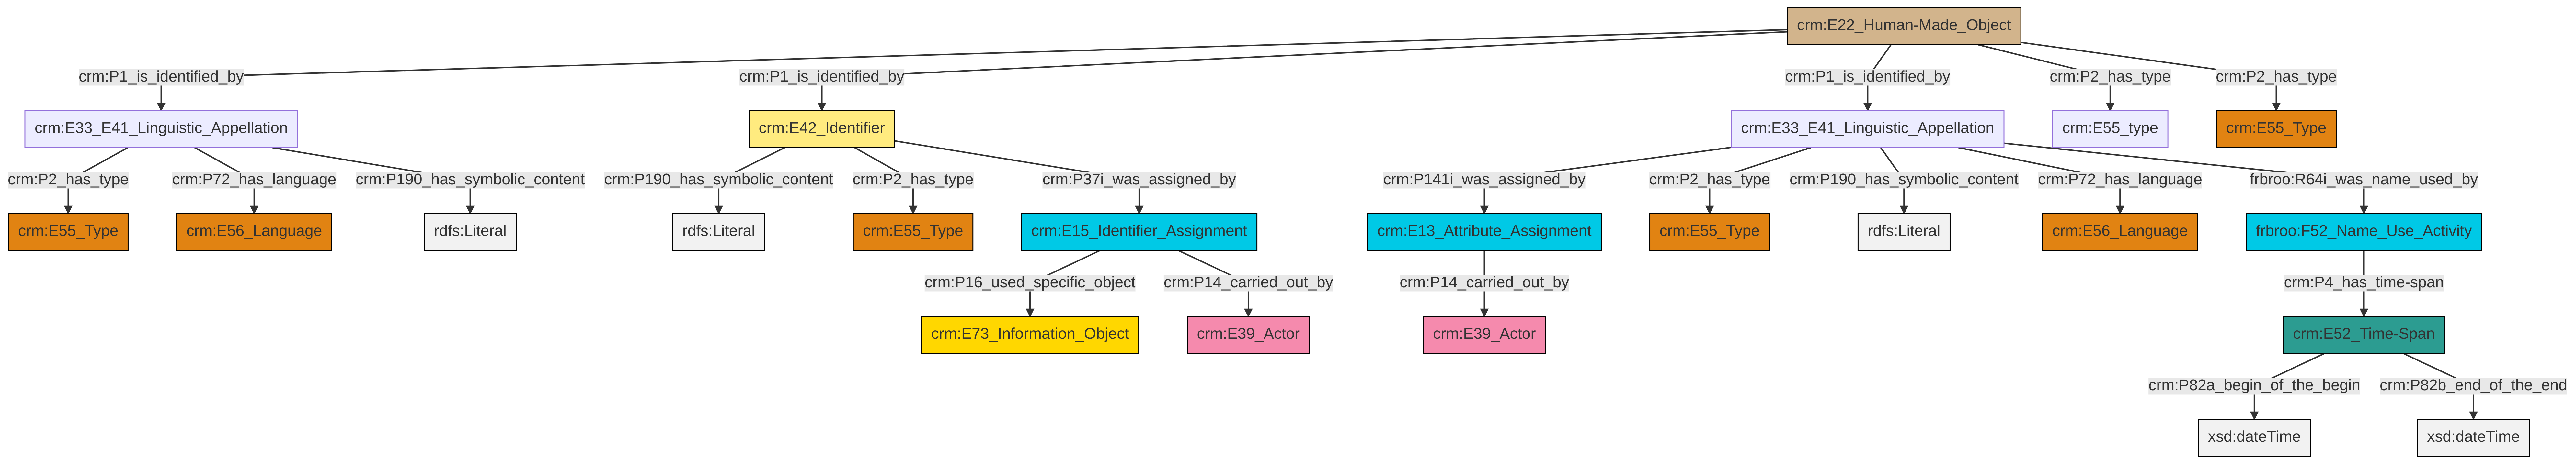 crm:E22_Human-Made_Object
crm:P1_is_identified_by
crm:P1_is_identified_by
crm:P1_is_identified_by
crm:P2_has_type
crm:P2_has_type
crm:E33_E41_Linguistic_Appellation
crm:E42_Identifier
crm:E33_E41_Linguistic_Appellation
crm:E55_type
crm:E55_Type
crm:P2_has_type
crm:P72_has_language
crm:P190_has_symbolic_content
crm:P190_has_symbolic_content
crm:P2_has_type
crm:P37i_was_assigned_by
crm:P141i_was_assigned_by
crm:P2_has_type
crm:P190_has_symbolic_content
crm:P72_has_language
frbroo:R64i_was_name_used_by
crm:E55_Type
crm:E56_Language
rdfs:Literal
rdfs:Literal
crm:E55_Type
crm:E15_Identifier_Assignment
crm:E13_Attribute_Assignment
crm:E55_Type
rdfs:Literal
crm:E56_Language
frbroo:F52_Name_Use_Activity
crm:P16_used_specific_object
crm:P14_carried_out_by
crm:P14_carried_out_by
crm:P4_has_time-span
crm:E73_Information_Object
crm:E39_Actor
crm:E39_Actor
crm:E52_Time-Span
crm:P82a_begin_of_the_begin
crm:P82b_end_of_the_end
xsd:dateTime
xsd:dateTime